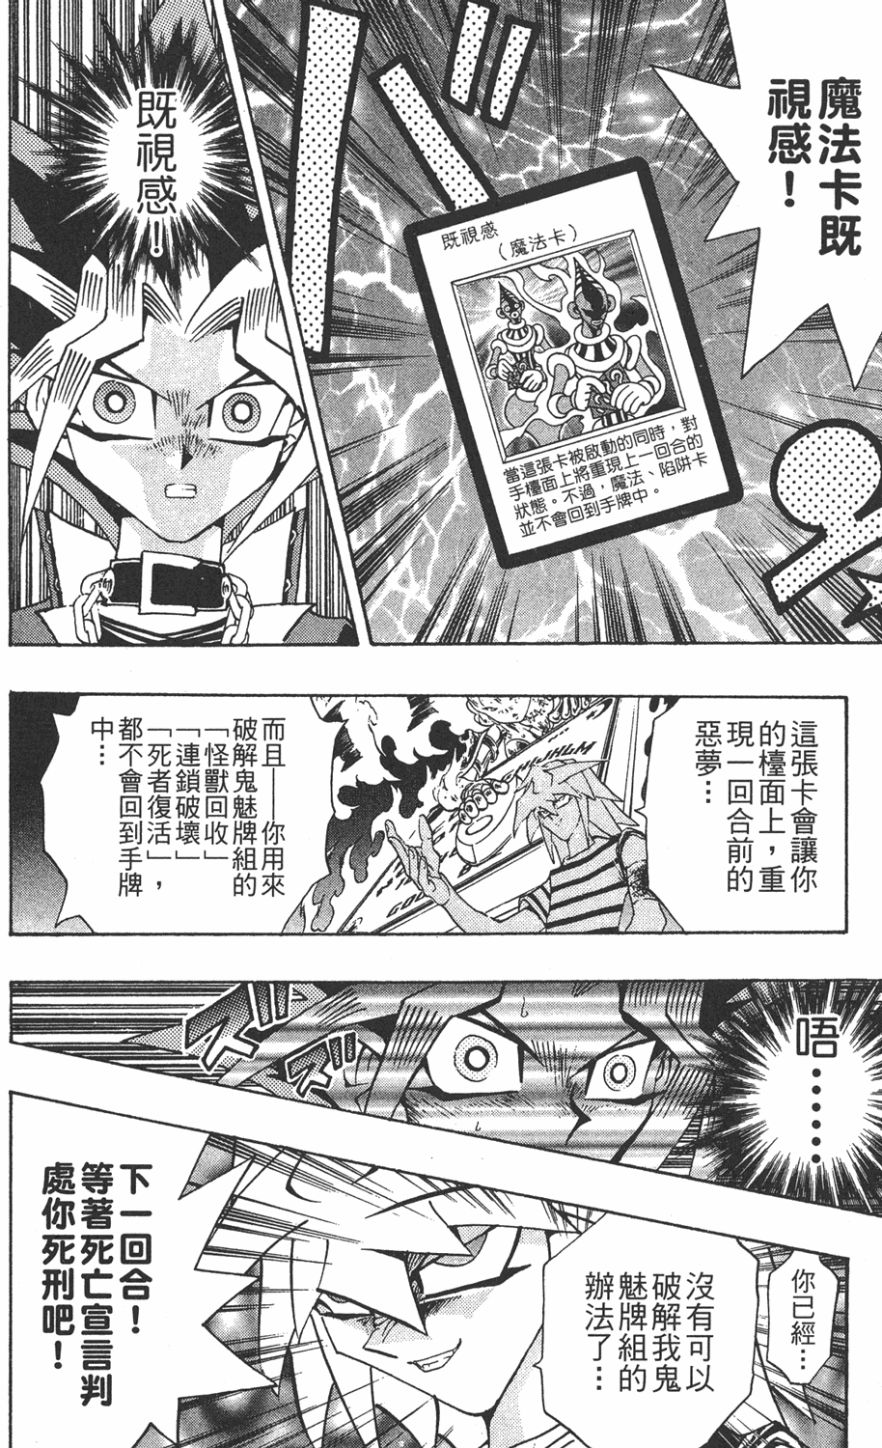 魔法卡既
視感！
既視感
（魔法卡）
當這張卡被啟動的同時，對
手檯面上將重現上一回合的
狀態。不過，魔法、陷阱卡
並不會回到手牌中。
既視感！
這張卡會讓你
的檯面上，重
現一回合前的
惡夢…
而且——你用來
破解鬼魅牌組的
「怪獸回收」
「連鎖破壞」
「死者復活」，
都不會回到手牌
中…
唔……
你已經…
沒有可以
破解我鬼
魅牌組的
辦法了…
下一回合！
等著死亡宣言判
處你死刑吧！